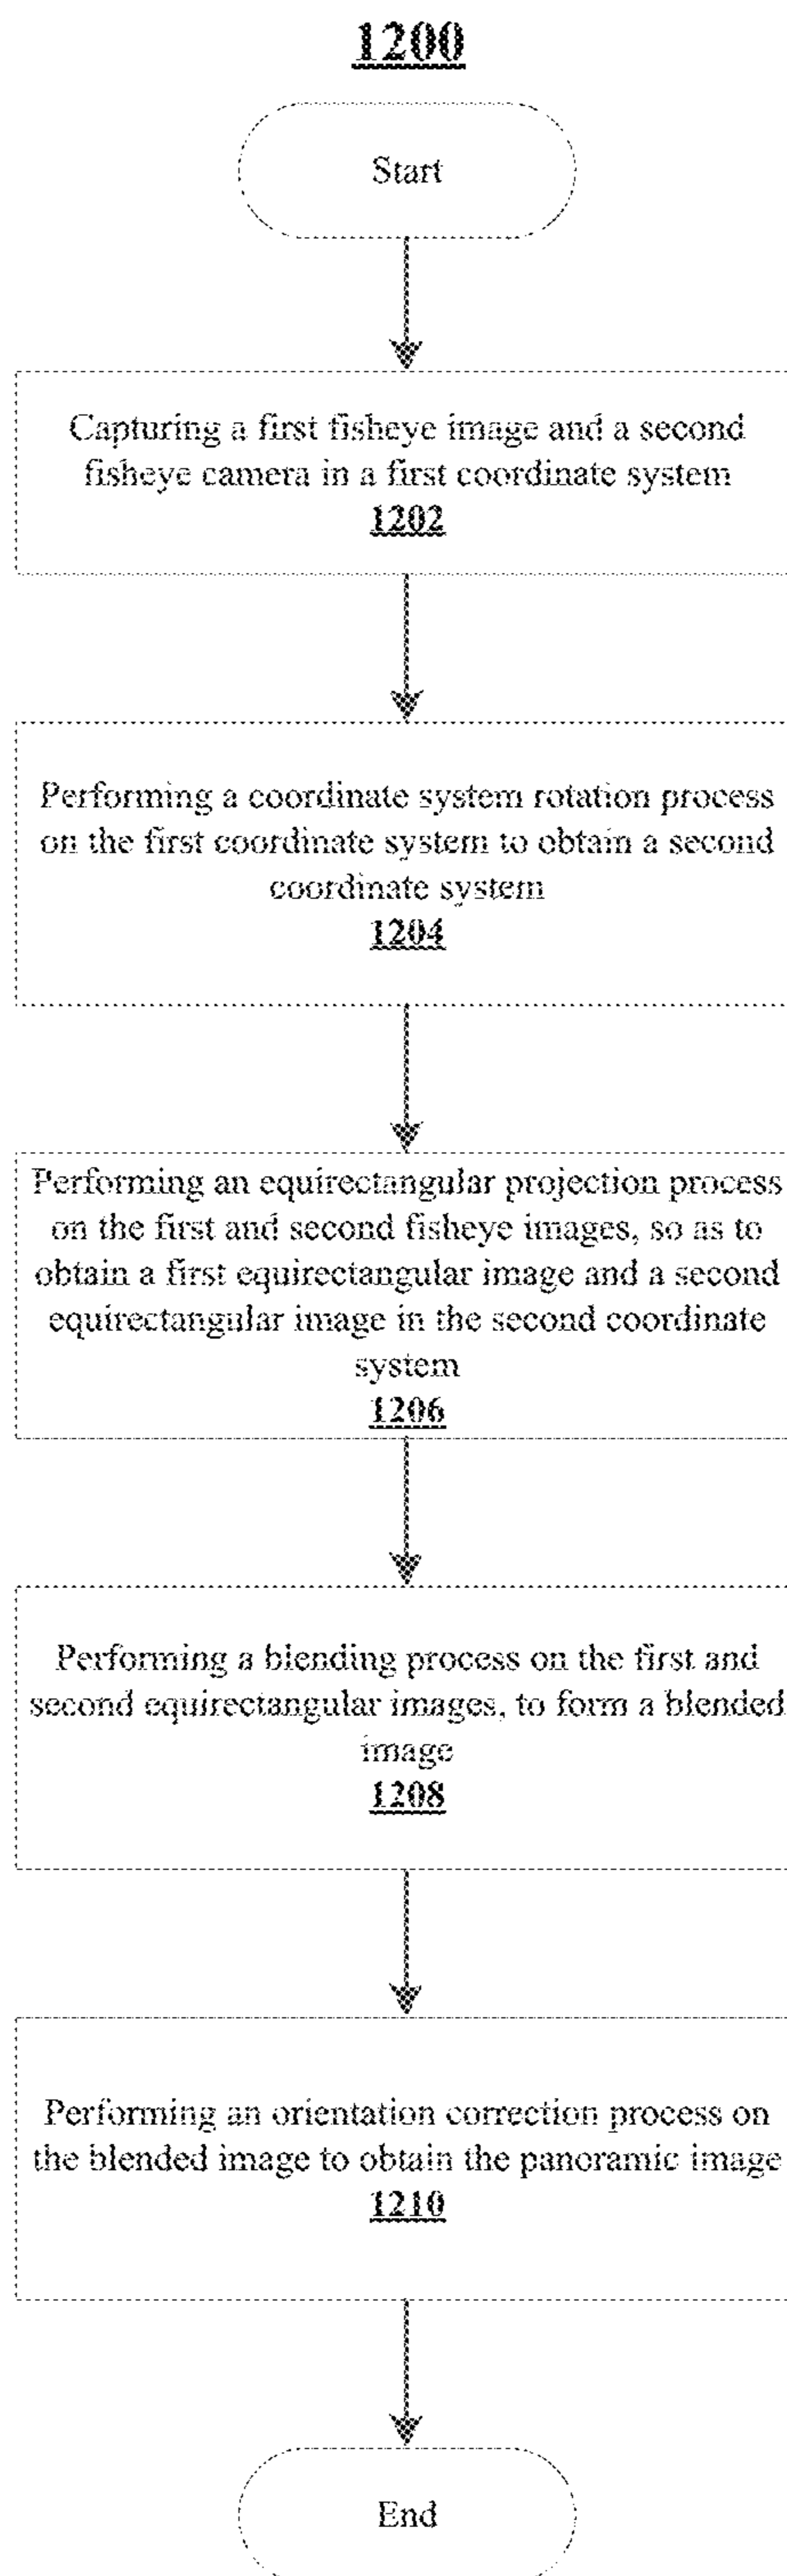 1200
Start
Capturing a first fisheye image and a second
fisheye camera in a first coordinate system
1202
Performing a coordinate system rotation process
on the first coordinate system to obtain a second
coordinate system
1204
Performing an equirectangular projection process
on the first and second fisheye images, so as to
obtain a first equirectangular image and a second
equirectangular image in the second coordinate
system
1206
Performing a blending process on the first and
second equirectangular images, to form a blended
image
1208
Performing an orientation correction process on
the blended image to obtain the panoramic image
1210
End